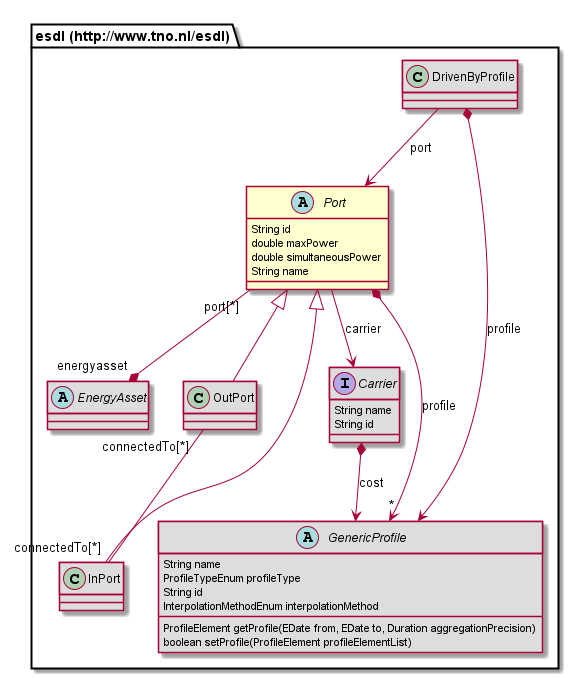 esdl (http://www.tno.nl/esdl)
C DrivenByProfile
port
A Port
String id
double maxPower
double simultaneousPower
String name
port[*]
carrier
profile
energyasset
A EnergyAsset
C OutPort
I Carrier
String name
String id
profile
connectedTo[*]
cost
*
connectedTo[*]
C InPort
A GenericProfile
String name
ProfileTypeEnum profileType
String id
InterpolationMethodEnum interpolationMethod
ProfileElement getProfile(EDate from, EDate to, Duration aggregationPrecision)
boolean setProfile(ProfileElement profileElementList)